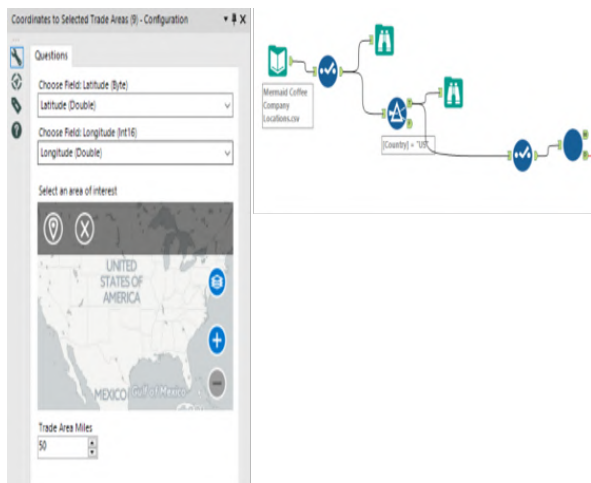 Coordinates to Selected Trade Areas (9) - Configuration
Questions
Choose Field: Latitude (Byte)
Latitude (Double)
Choose Field: Longitude (Int16)
Longitude (Double)
Select an area of interest
UNITED
STATES OF
AMERICA
MEXICO
Gulf of Mexico
Trade Area Miles
50
Mermaid Coffee
Company
Locations.csv
[Country] = "US"
T
F